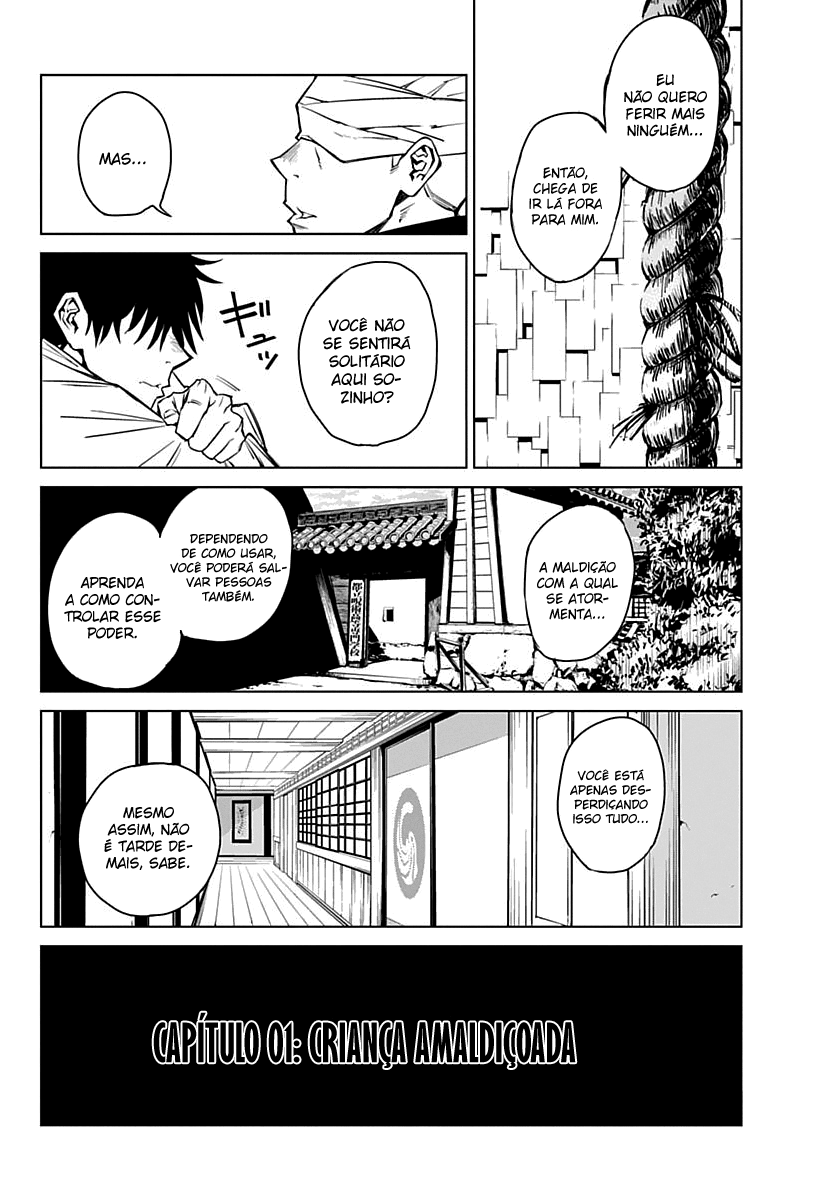 EU
NÃO QUERO
FERIR MAIS
NINGUÉM...
ENTÃO,
CHEGA DE
IR LÁ FORA
PARA MIM.
MAS...
VOCÊ NÃO
SE SENTIRÁ
SOLITÁRIO
AQUI SO-
ZINHO?
ギュッ
A MALDIÇÃO
COM A QUAL
SE ATOR-
MENTA...
DEPENDENDO
DE COMO USAR,
VOCÊ PODERÁ SAL-
VAR PESSOAS
TAMBÉM.
APRENDA
A COMO CON-
TROLAR ESSE
PODER.
VOCÊ ESTÁ
APENAS DES-
PERDIÇANDO
ISSO TUDO...
MESMO
ASSIM, NÃO
É TARDE DE-
MAIS, SABE.
CAPÍTULO 01: CRIANÇA AMALDIÇOADA